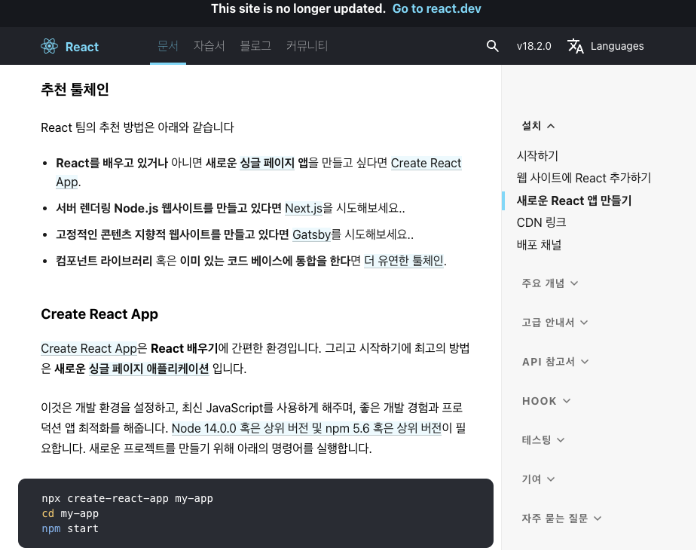 This site is no longer updated. Go to react.dev
React 문서 자습서 블로그 커뮤니티 v18.2.0 Languages
추천 툴체인
React 팀의 추천 방법은 아래와 같습니다
• React를 배우고 있거나 아니면 새로운 싱글 페이지 앱을 만들고 싶다면 Create React
App.
• 서버 렌더링 Node.js 웹사이트를 만들고 있다면 Next.js을 시도해보세요..
• 고정적인 콘텐츠 지향적 웹사이트를 만들고 있다면 Gatsby를 시도해보세요..
• 컴포넌트 라이브러리 혹은 이미 있는 코드 베이스에 통합을 한다면 더 유연한 툴체인.
Create React App
Create React App은 React 배우기에 간편한 환경입니다. 그리고 시작하기에 최고의 방법
은 새로운 싱글 페이지 애플리케이션 입니다.
이것은 개발 환경을 설정하고, 최신 JavaScript를 사용하게 해주며, 좋은 개발 경험과 프로
덕션 앱 최적화를 해줍니다. Node 14.0.0 혹은 상위 버전 및 npm 5.6 혹은 상위 버전이 필
요합니다. 새로운 프로젝트를 만들기 위해 아래의 명령어를 실행합니다.
npx create-react-app my-app
cd my-app
npm start
설치
시작하기
웹 사이트에 React 추가하기
새로운 React 앱 만들기
CDN 링크
배포 채널
주요 개념
고급 안내서
API 참고서
HOOK
테스팅
기여
자주 묻는 질문